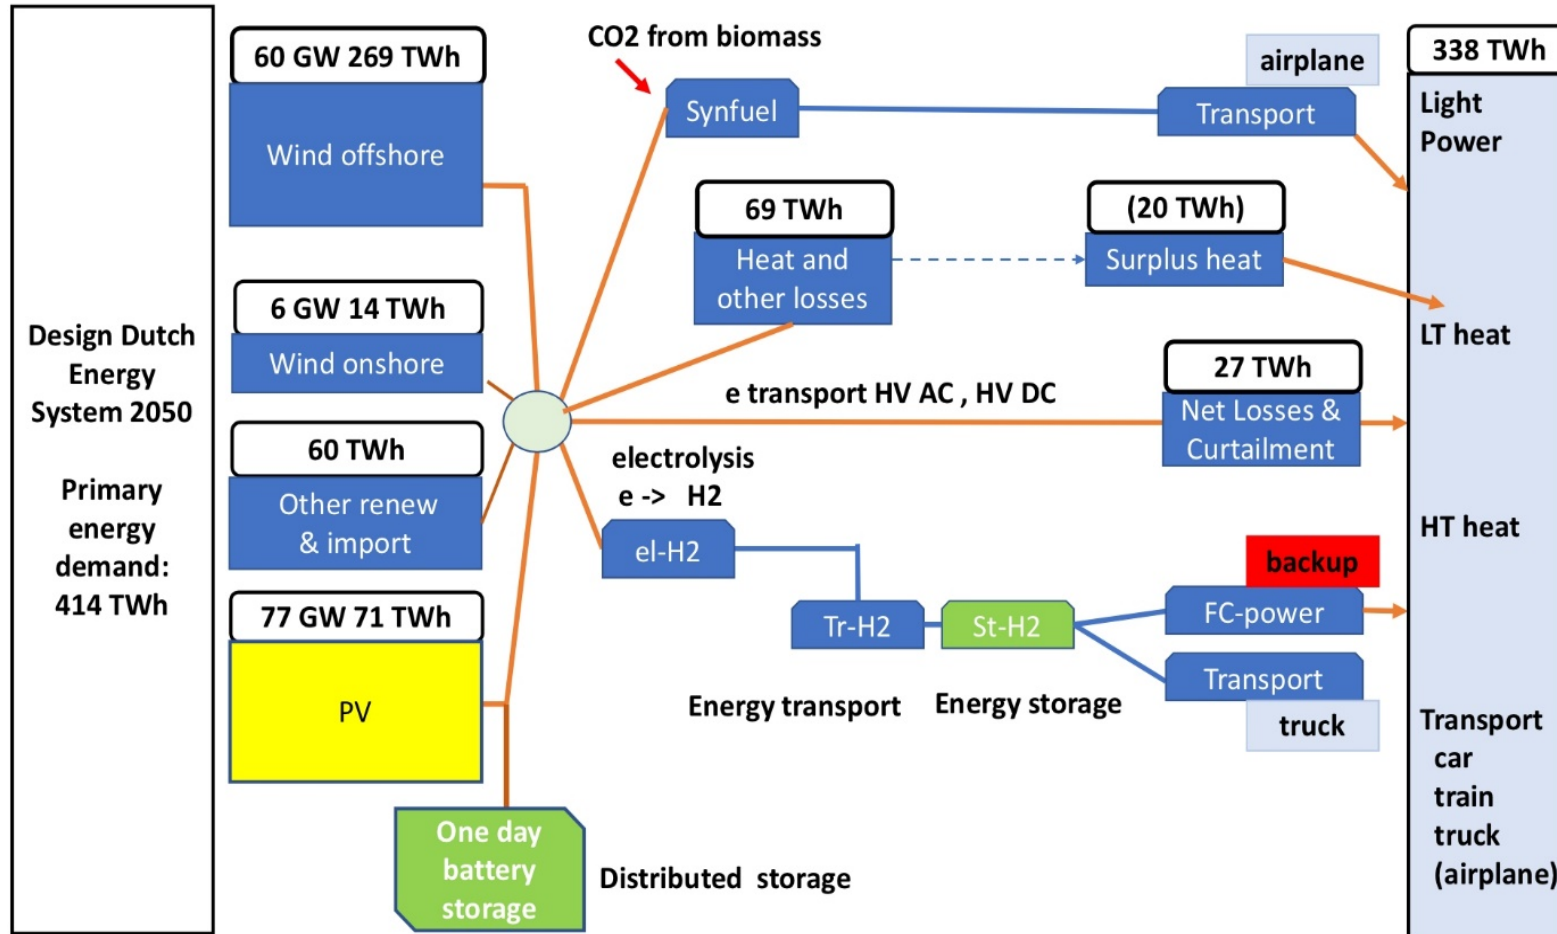 Design Dutch
Energy
System 2050
Primary
energy
demand:
414 TWh
60 GW 269 TWh
Wind offshore
6 GW 14 TWh
Wind onshore
60 TWh
Other renew
& import
77 GW 71 TWh
PV
One day
battery
storage
Distributed storage
CO2 from biomass
Synfuel
airplane
Transport
69 TWh
Heat and
other losses
(20 TWh)
Surplus heat
e transport HV AC , HV DC
27 TWh
Net Losses &
Curtailment
electrolysis
e -> H2
el-H2
Tr-H2
St-H2
Energy transport
Energy storage
backup
FC-power
Transport
truck
338 TWh
Light
Power
LT heat
HT heat
Transport
car
train
truck
(airplane)